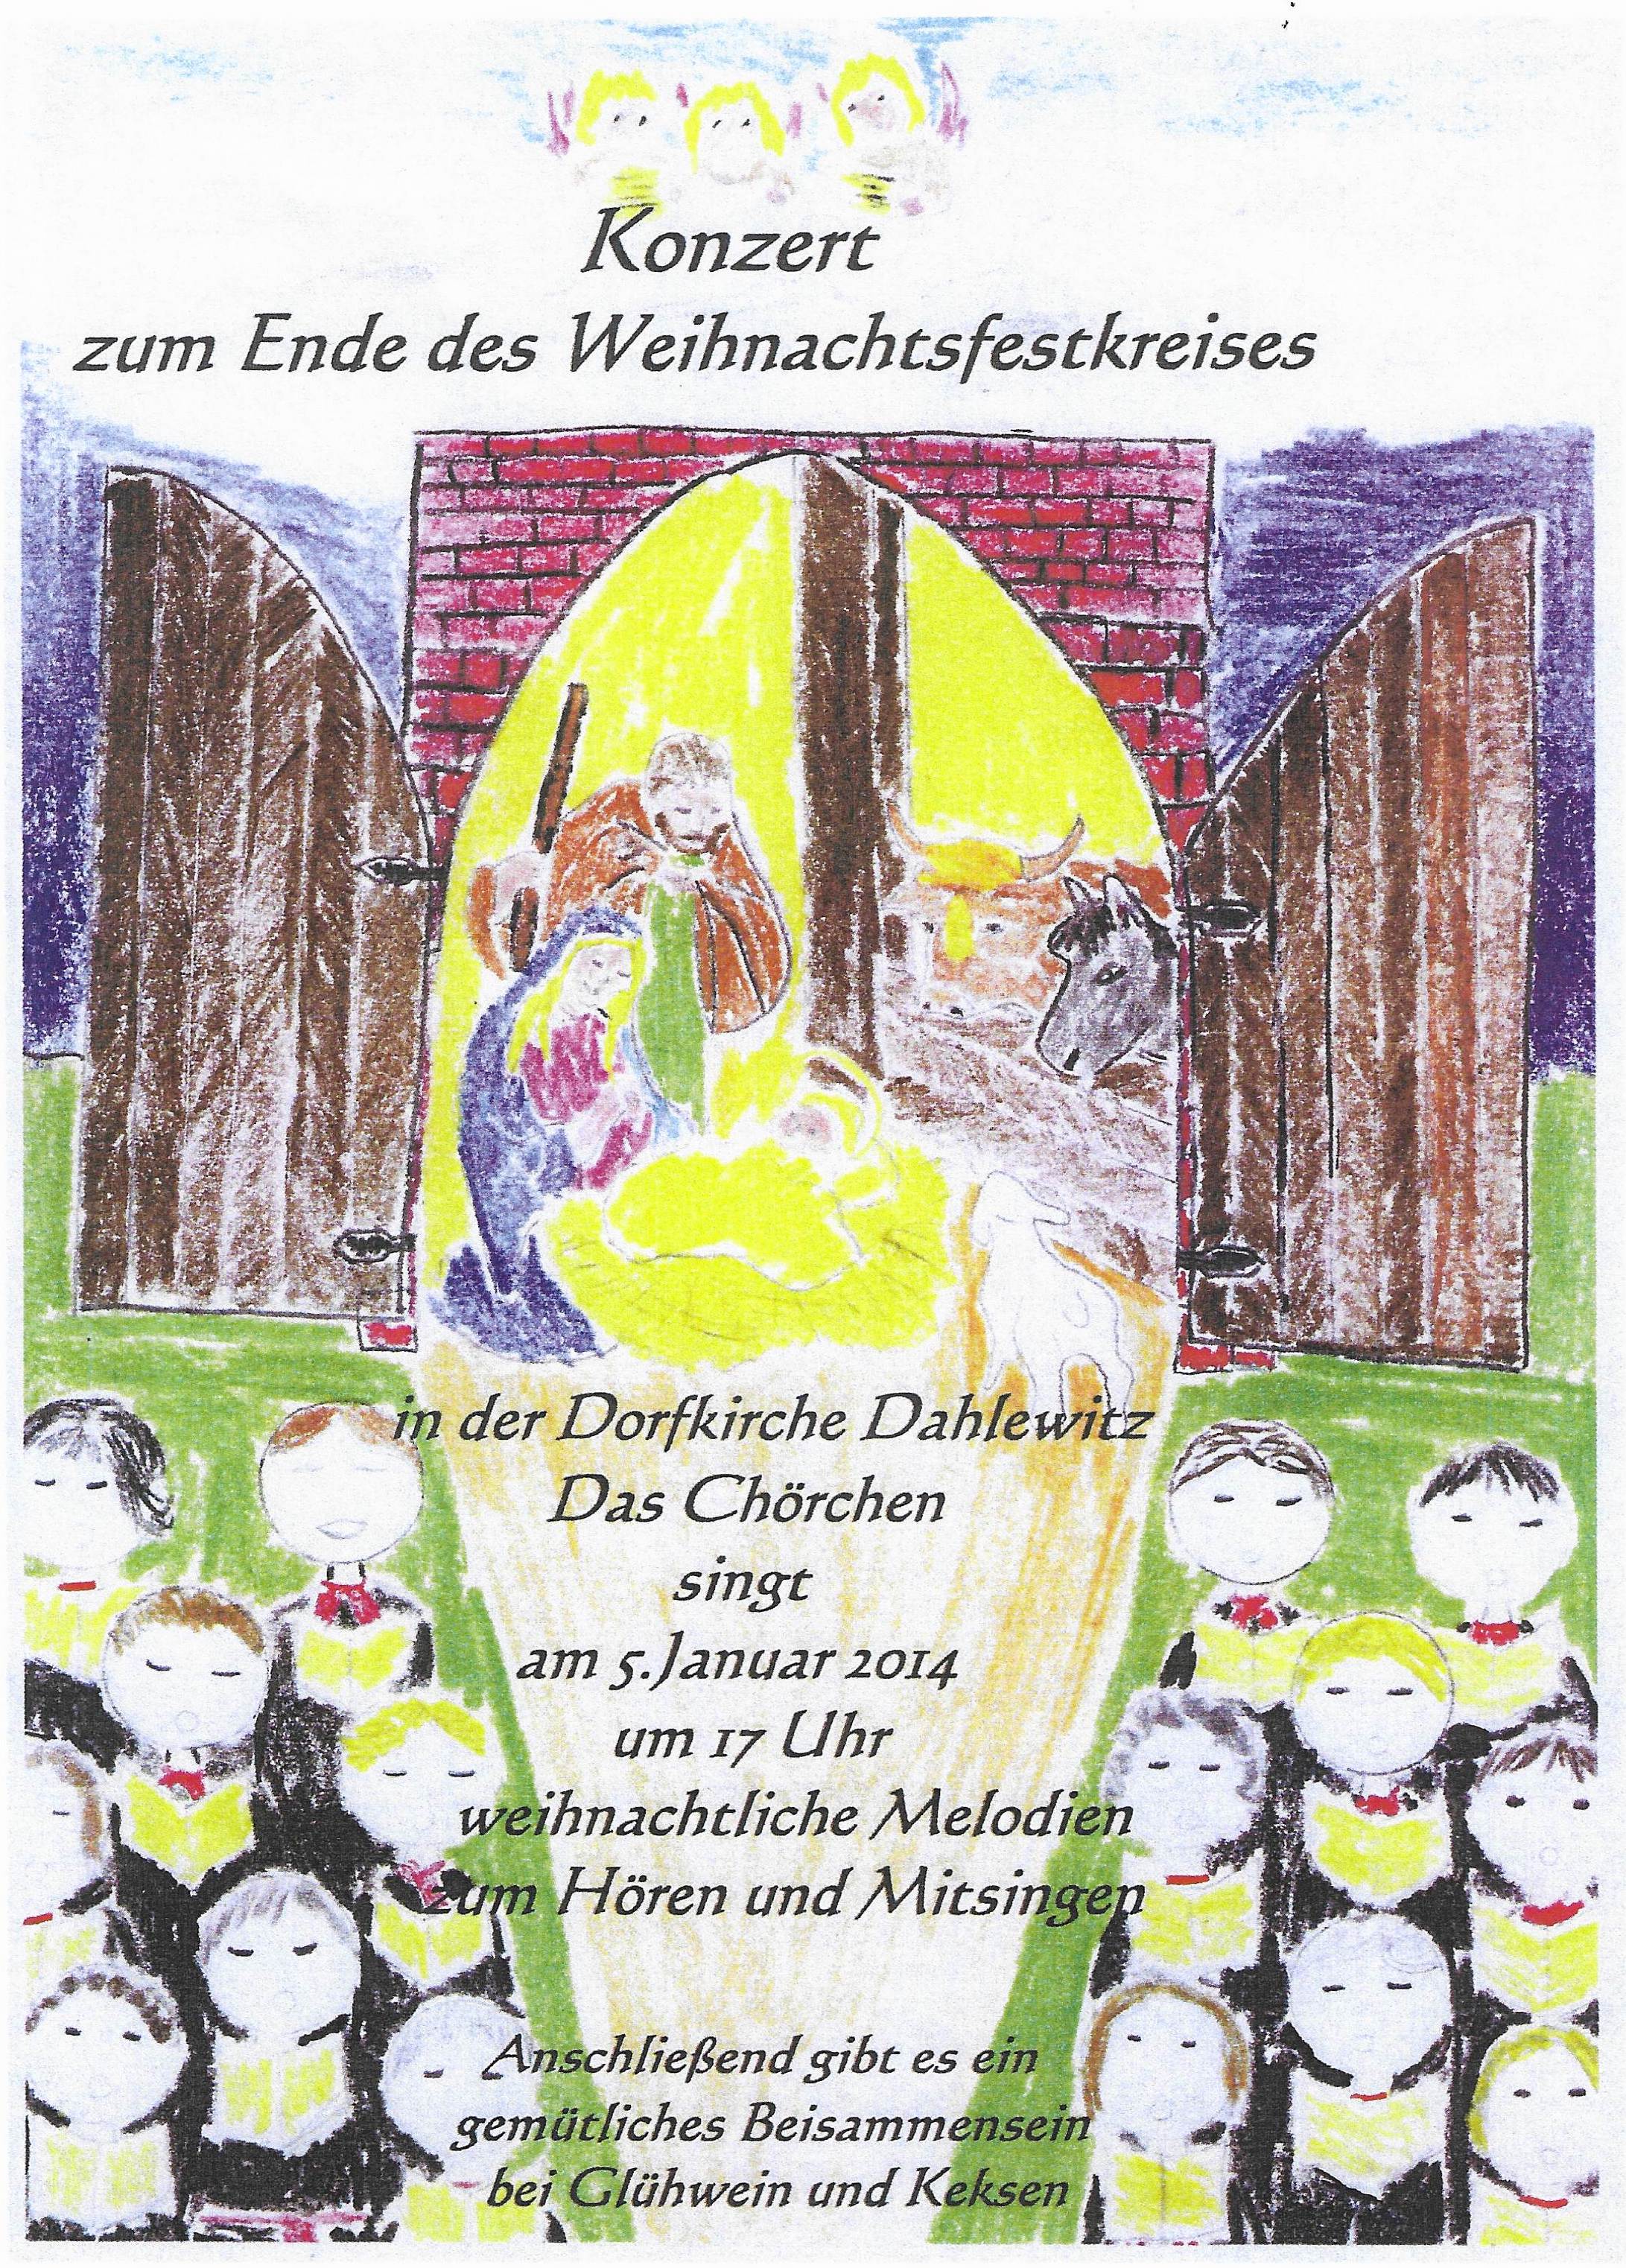 Konzert
zum Ende des Weihnachtsfestkreises
in der Dorfkirche Dahlewitz
Das Chörchen
singt
am 5.Januar 2014
um 17 Uhr
weihnachtliche Melodien
zum Hören und Mitsingen
Anschließend gibt es ein
gemütliches Beisammensein
bei Glühwein und Keksen